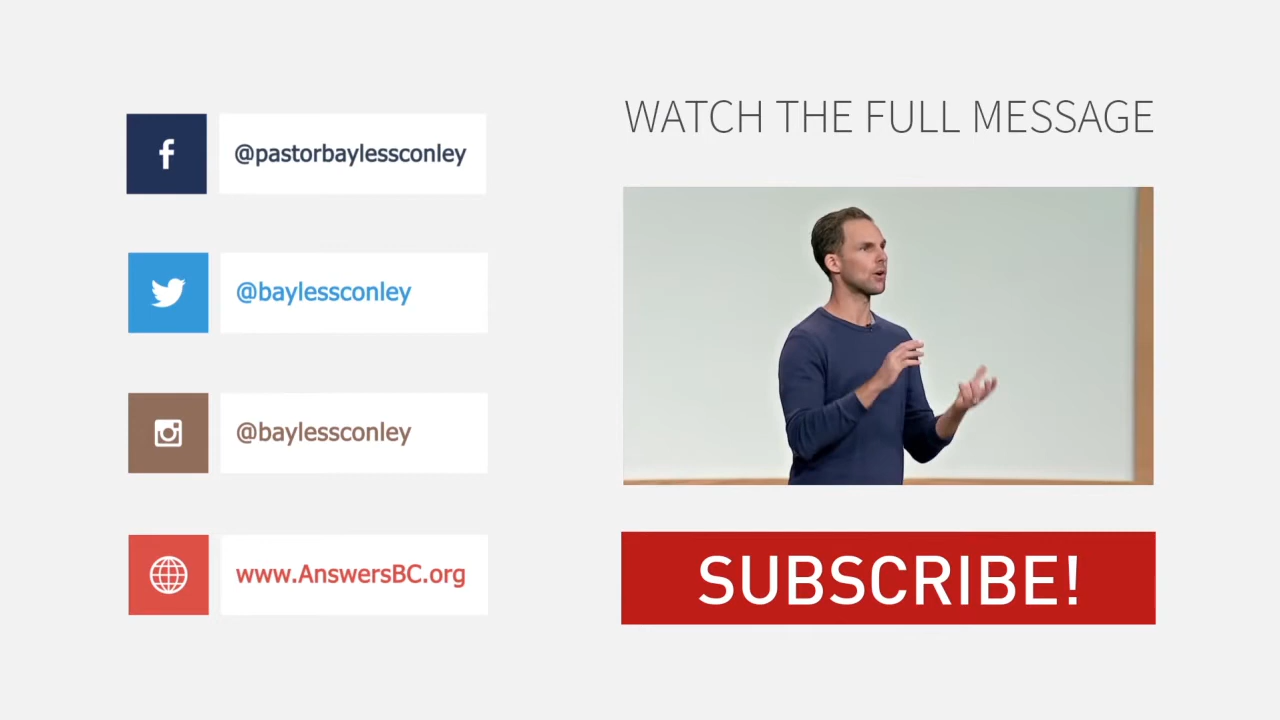 @pastorbaylessconley
@baylessconley
@baylessconley
www.AnswersBC.org
WATCH THE FULL MESSAGE
SUBSCRIBE!